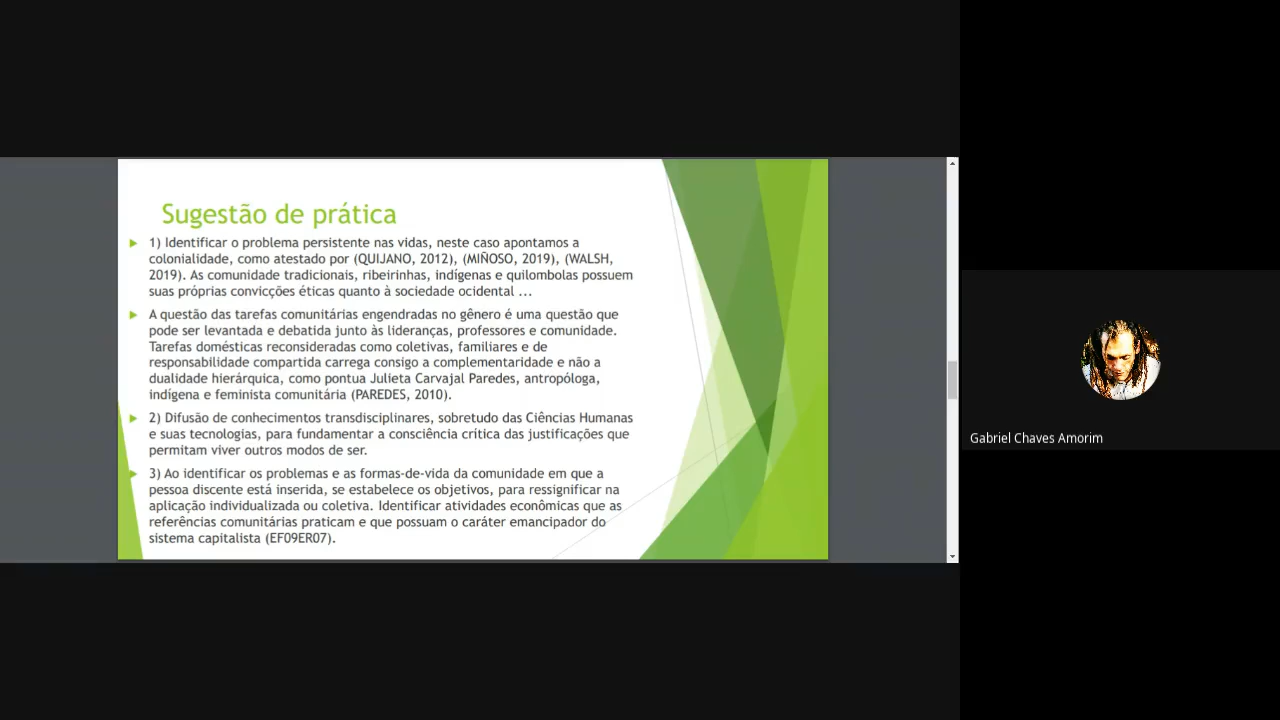 Sugestão de prática
1) Identificar o problema persistente nas vidas, neste caso apontamos a
colonialidade, como atestado por (QUIJANO, 2012), (MIÑOSO, 2019), (WALSH,
2019). As comunidade tradicionais, ribeirinhas, indígenas e quilombolas possuem
suas próprias convicções éticas quanto à sociedade ocidental ...
A questão das tarefas comunitárias engendradas no gênero é uma questão que
pode ser levantada e debatida junto às lideranças, professores e comunidade.
Tarefas domésticas reconsideradas como coletivas, familiares e de
responsabilidade compartida carrega consigo a complementaridade e não a
dualidade hierárquica, como pontua Julieta Carvajal Paredes, antropóloga,
indígena e feminista comunitária (PAREDES, 2010).
2) Difusão de conhecimentos transdisciplinares, sobretudo das Ciências Humanas
e suas tecnologias, para fundamentar a consciência crítica das justificações que
permitam viver outros modos de ser.
3) Ao identificar os problemas e as formas-de-vida da comunidade em que a
pessoa discente está inserida, se estabelece os objetivos, para ressignificar na
aplicação individualizada ou coletiva. Identificar atividades econômicas que as
referências comunitárias praticam e que possuam o caráter emancipador do
sistema capitalista (EF09ER07).
Gabriel Chaves Amorim